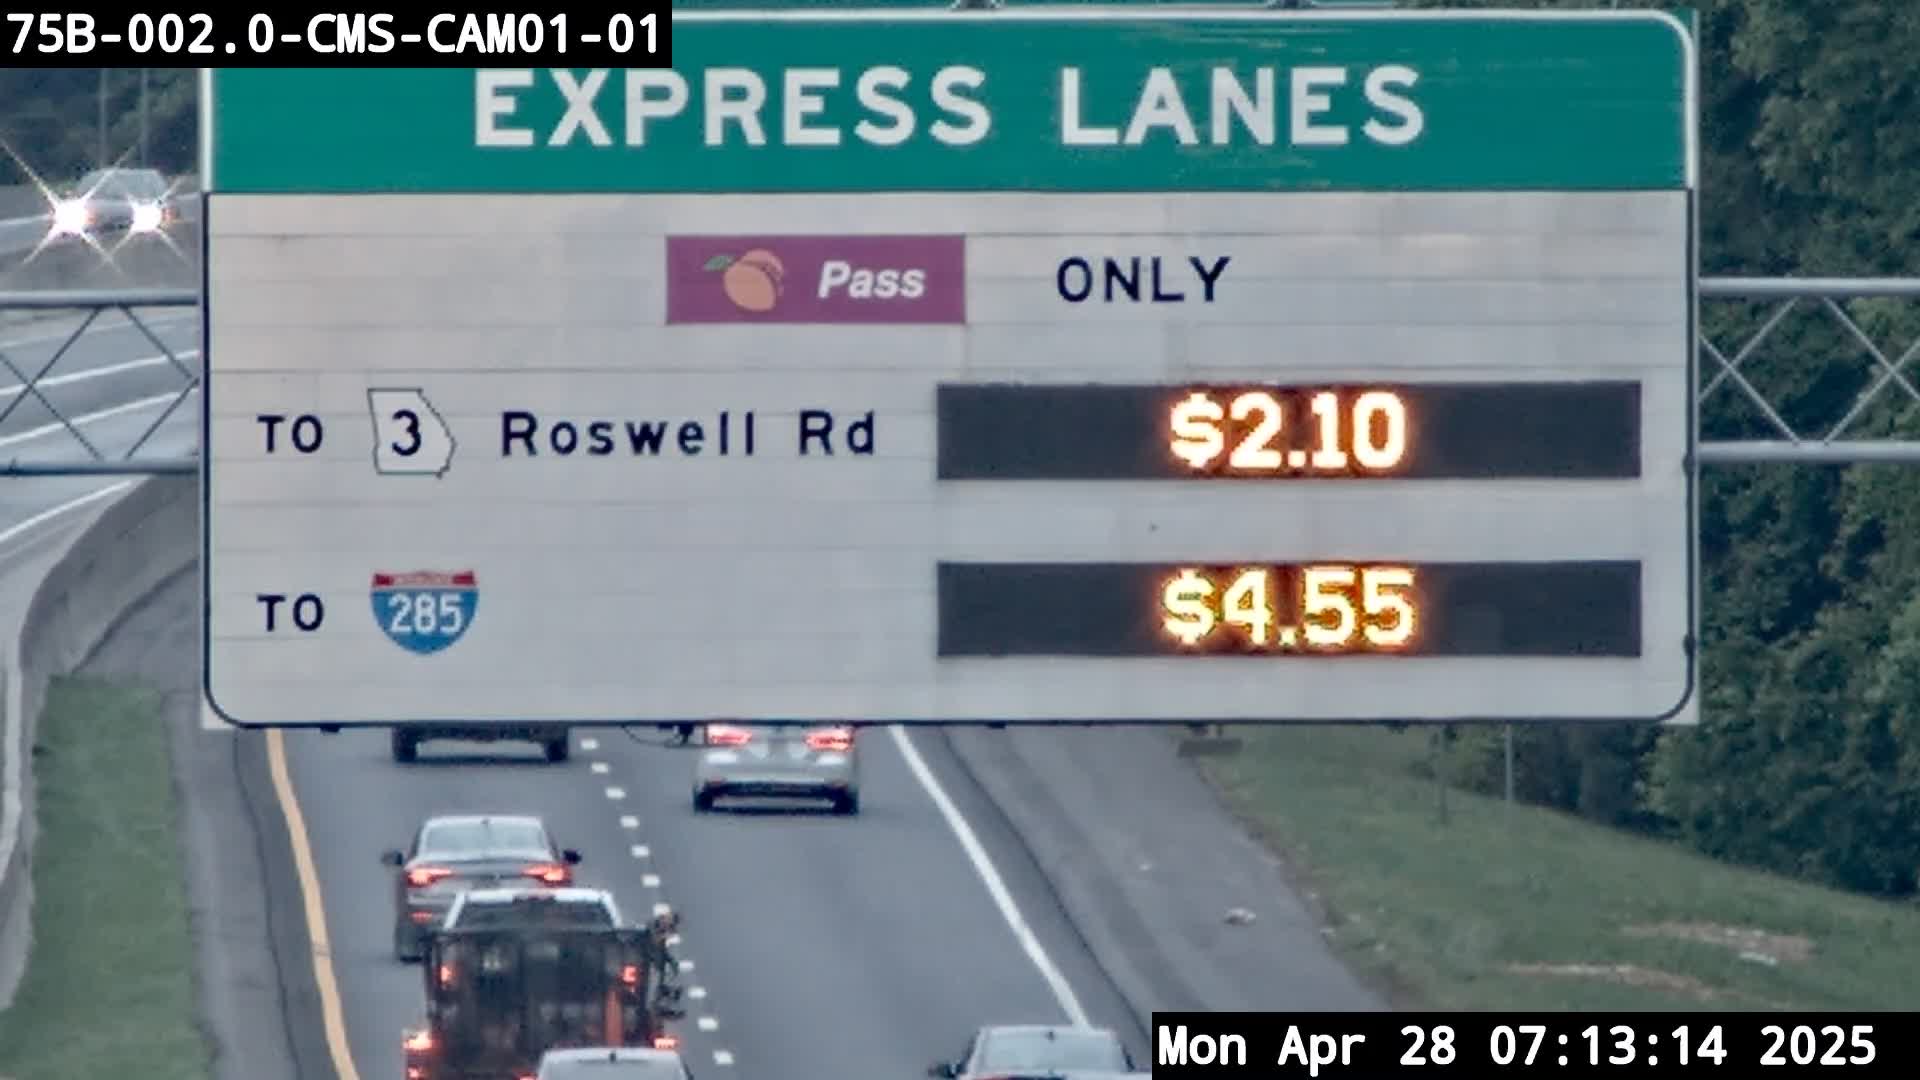 75B-002.0-CMS-CAM01-01
EXPRESS LANES
Pass ONLY
TO 3 Roswell Rd $2.10
TO 285 $4.55
Mon Apr 28 07:13:14 2025